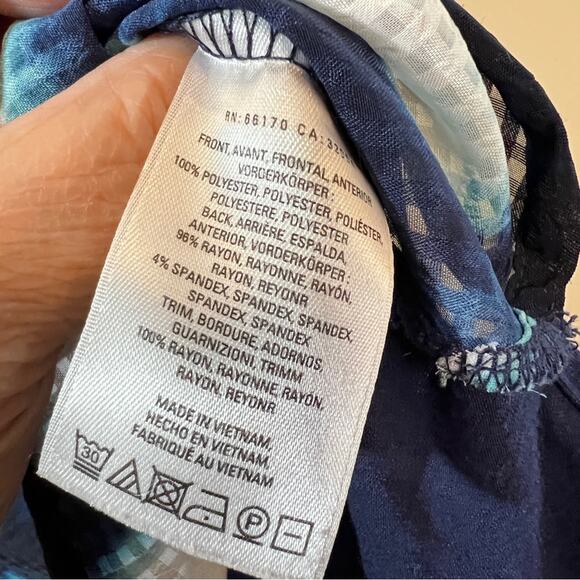 RN: 66170 CA:
FRONT, AVANT, FRONTAL, ANTERIOR
VORDERKÖRPER:
100% POLYESTER, POLYESTER, POLIÉSTER,
POLYESTERE, POLYESTER
BACK, ARRIÈRE, ESPALDA
ANTERIOR, VORDERKÖRPER:
96% RAYON, RAYONNE, RAYÓN,
RAYON, REYONR
4% SPANDEX, SPANDEX, SPANDEX,
SPANDEX, SPANDEX
TRIM, BORDURE, ADORNOS,
GUARNIZIONI, TRIMM
100% RAYON, RAYONNE, RAYÓN,
RAYON, REYONR
MADE IN VIETNAM,
HECHO EN VIETNAM,
FABRIQUÉ AU VIETNAM
30 P